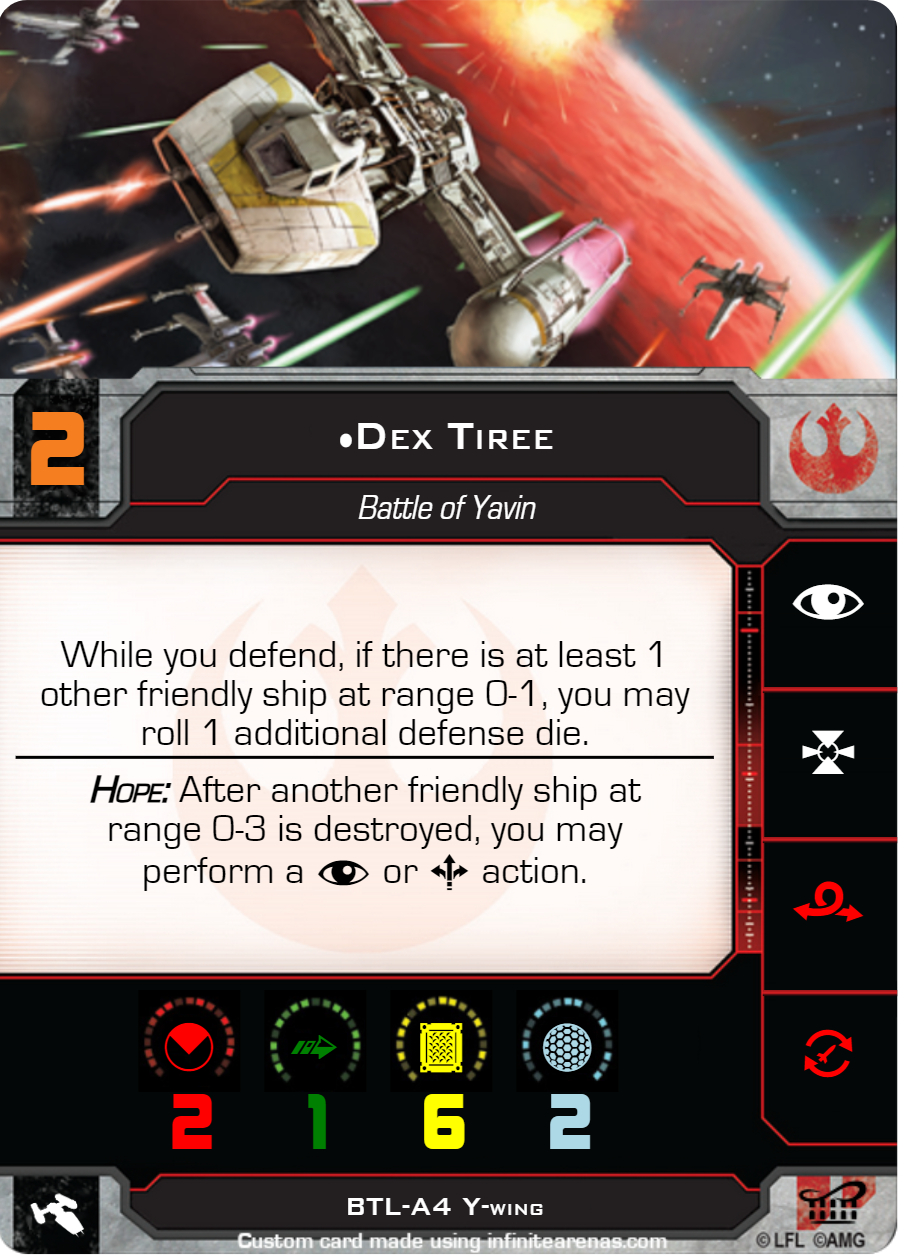 2
•Dex Tiree
Battle of Yavin
While you defend, if there is at least 1
other friendly ship at range 0-1, you may
roll 1 additional defense die.
Hope: After another friendly ship at
range 0-3 is destroyed, you may
perform a or action.
2 1 6 2
BTL-A4 Y-wing
Custom card made using infinitearenas.com
© LFL ©AMG